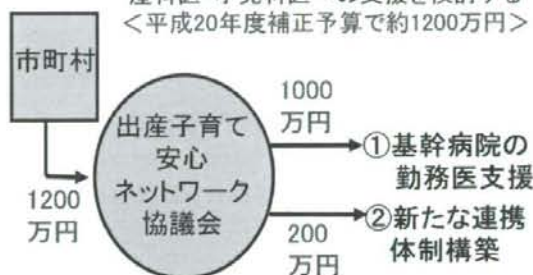 <平成20年度補正予算で約1200万円>
市町村
出産子育て
安心
ネットワーク
協議会
1200
万円
1000
万円
①基幹病院の
勤務医支援
200
万円
②新たな連携
体制構築